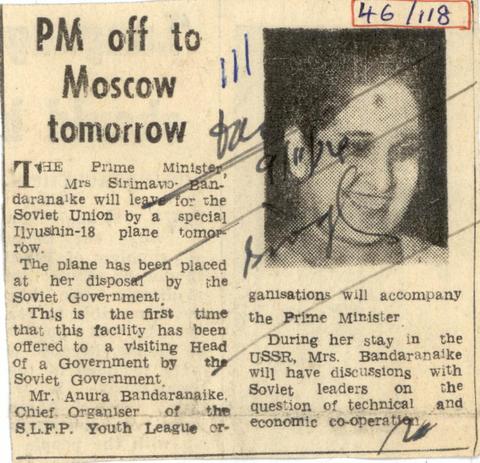 46/118
PM off to
Moscow
tomorrow
THE Prime Minister,
Mrs Sirimavo Ban-
daranaike will leave for the
Soviet Union by a special
Ilyushin-18 plane tomor-
row.
The plane has been placed
at her disposal by the
Soviet Government.
This is the first time
that this facility has been
offered to a visiting Head
of a Government by the
Soviet Government.
Mr. Anura Bandaranaike,
Chief Organiser of the
S.L.F.P. Youth League or-
ganisations will accompany
the Prime Minister
During her stay in the
USSR, Mrs. Bandaranaike
will have discussions with
Soviet leaders on the
question of technical and
economic co-operation